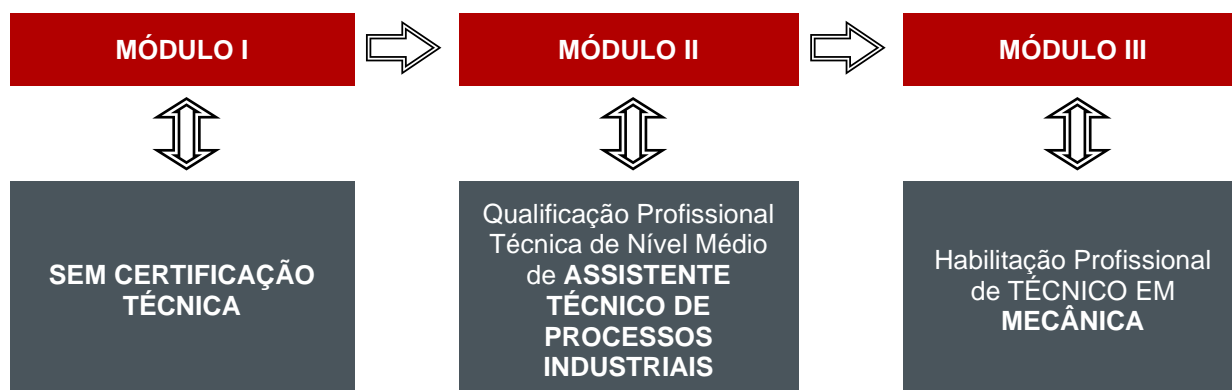 MÓDULO I
MÓDULO II
MÓDULO III
SEM CERTIFICAÇÃO
TÉCNICA
Qualificação Profissional
Técnica de Nível Médio
de ASSISTENTE
TÉCNICO DE
PROCESSOS
INDUSTRIAIS
Habilitação Profissional
de TÉCNICO EM
MECÂNICA